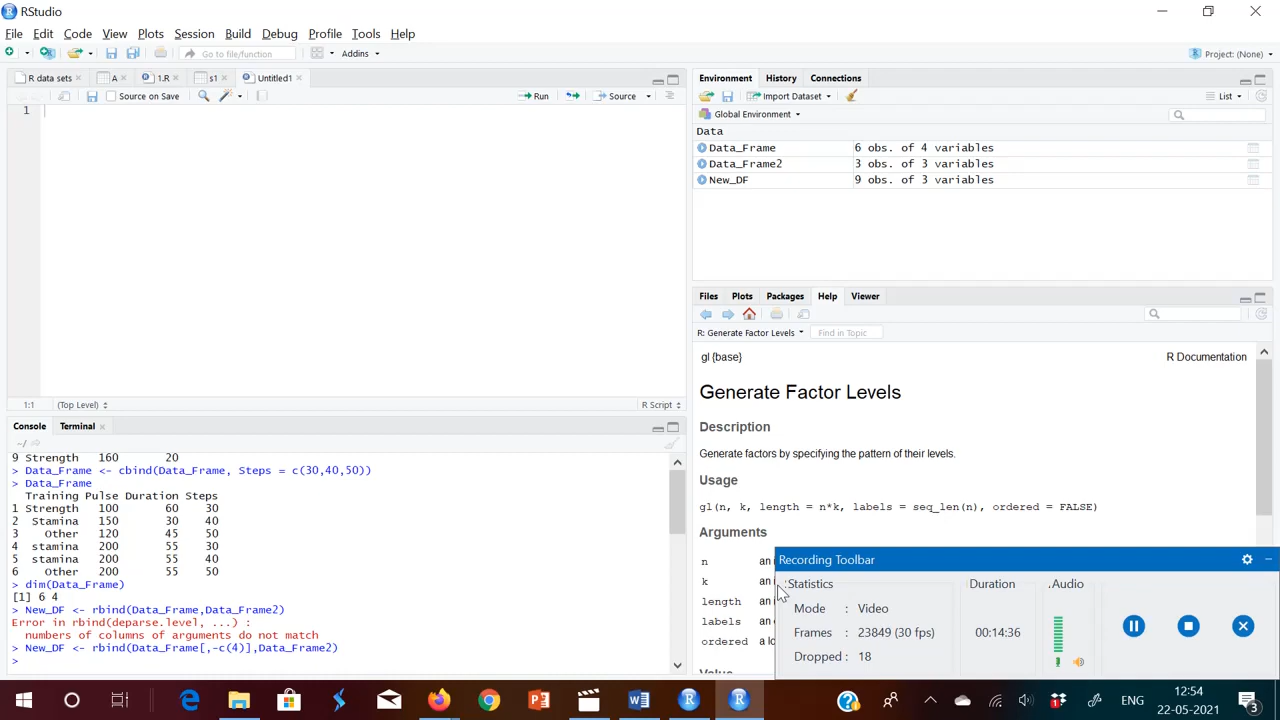 RStudio
File Edit Code View Plots Session Build Debug Profile Tools Help
Go to file/function Addins Project: (None)
R data sets A 1.R s1 Untitled1
Source on Save Run Source
1
1:1 (Top Level) R Script
Console Terminal
~/
9 Strength 160 20
> Data_Frame <- cbind(Data_Frame, Steps = c(30,40,50))
> Data_Frame
Training Pulse Duration Steps
1 Strength 100 60 30
2 Stamina 150 30 40
3 Other 120 45 50
4 stamina 200 55 30
5 stamina 200 55 40
6 Other 200 55 50
> dim(Data_Frame)
[1] 6 4
> New_DF <- rbind(Data_Frame,Data_Frame2)
Error in rbind(deparse.level, ...) :
numbers of columns of arguments do not match
> New_DF <- rbind(Data_Frame[,-c(4)],Data_Frame2)
>
Environment History Connections
Import Dataset List
Global Environment
Data
Data_Frame 6 obs. of 4 variables
Data_Frame2 3 obs. of 3 variables
New_DF 9 obs. of 3 variables
Files Plots Packages Help Viewer
R: Generate Factor Levels Find in Topic
gl {base} R Documentation
Generate Factor Levels
Description
Generate factors by specifying the pattern of their levels.
Usage
gl(n, k, length = n*k, labels = seq_len(n), ordered = FALSE)
Arguments
n
k
length
labels
ordered
Recording Toolbar
Statistics Duration Audio
Mode : Video
Frames : 23849 (30 fps) 00:14:36
Dropped : 18
ENG 12:54
22-05-2021 3